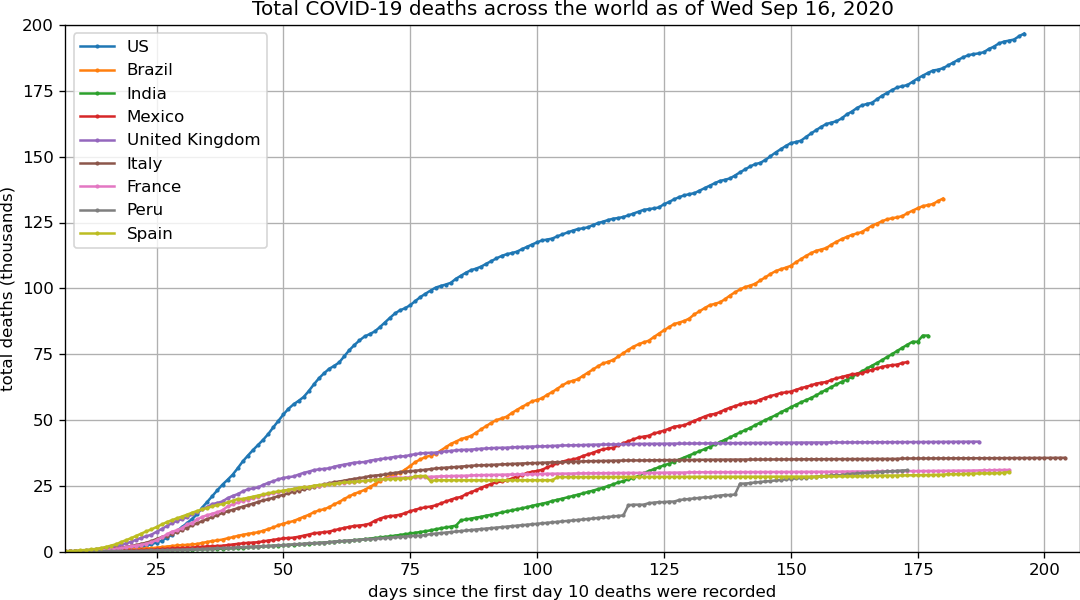 Total COVID-19 deaths across the world as of Wed Sep 16, 2020
US
Brazil
India
Mexico
United Kingdom
Italy
France
Peru
Spain
total deaths (thousands)
200
175
150
125
100
75
50
25
0
25
50
75
100
125
150
175
200
days since the first day 10 deaths were recorded